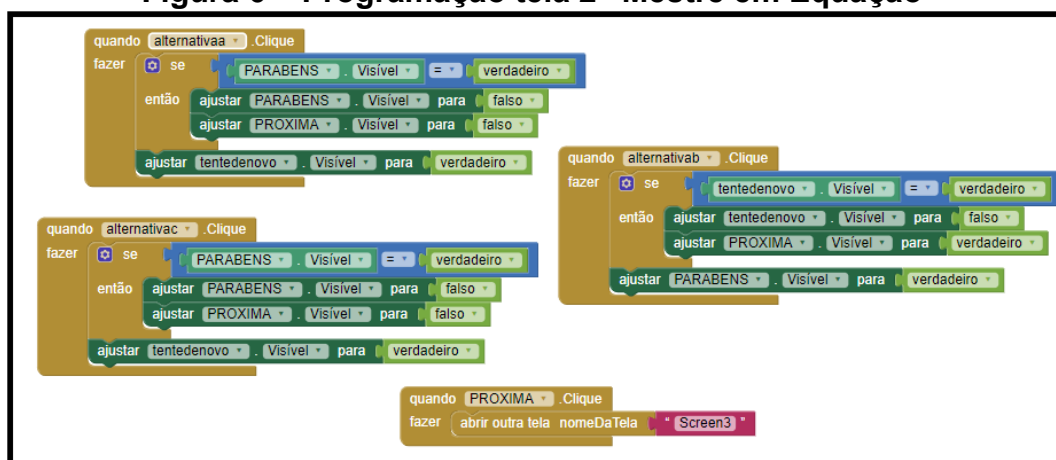 Figura 6 – Programação tela 2 - Mestre em Equação
quando alternativaa .Clique
fazer se PARABENS . Visível = verdadeiro
então ajustar PARABENS . Visível para falso
ajustar PROXIMA . Visível para falso
ajustar tentedenovo . Visível para verdadeiro
quando alternativab .Clique
fazer se tentedenovo . Visível = verdadeiro
então ajustar tentedenovo . Visível para falso
ajustar PROXIMA . Visível para verdadeiro
ajustar PARABENS . Visível para verdadeiro
quando alternativac .Clique
fazer se PARABENS . Visível = verdadeiro
então ajustar PARABENS . Visível para falso
ajustar PROXIMA . Visível para falso
ajustar tentedenovo . Visível para verdadeiro
quando PROXIMA .Clique
fazer abrir outra tela nomeDaTela " Screen3 "